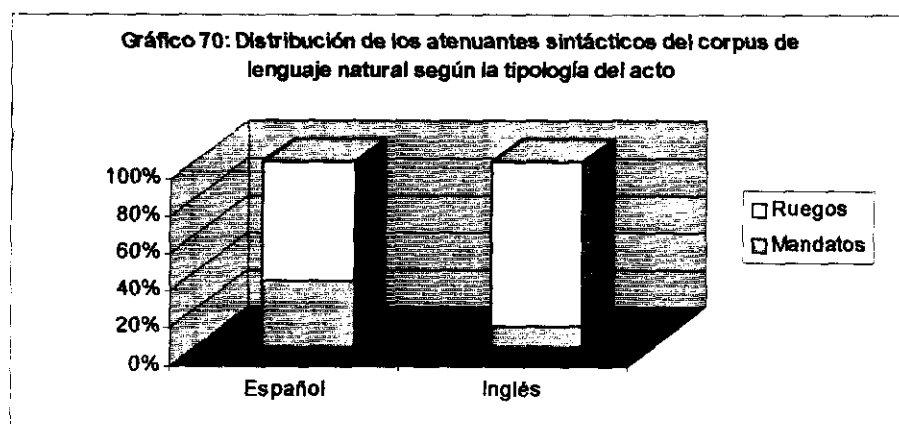 Gráfico 70: Distribución de los atenuantes sintácticos del corpus de
lenguaje natural según la tipología del acto
100%
80%
60%
40%
20%
0%
Español
Inglés
Ruegos
Mandatos